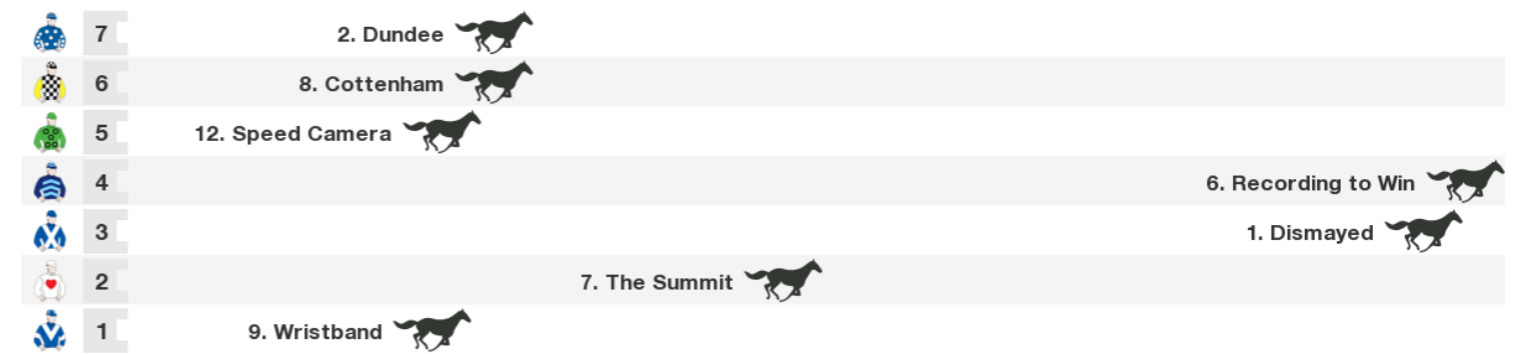 7 2. Dundee
6 8. Cottenham
5 12. Speed Camera
4 6. Recording to Win
3 1. Dismayed
2 7. The Summit
1 9. Wristband